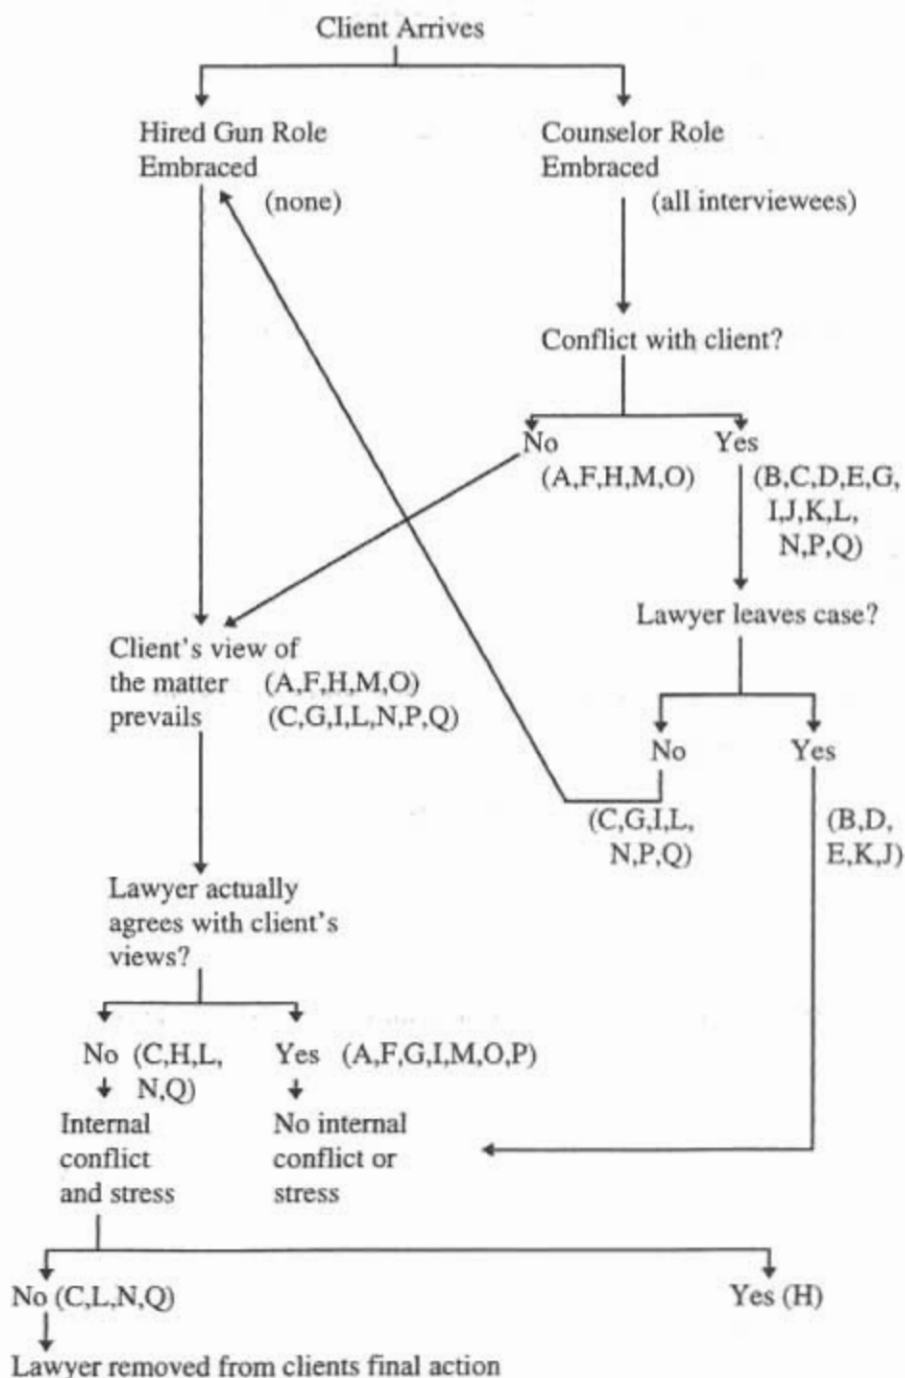 Client Arrives
Hired Gun Role
Embraced
(none)
Counselor Role
Embraced
(all interviewees)
Conflict with client?
No
(A,F,H,M,O)
Yes
(B,C,D,E,G,
I,J,K,L,
N,P,Q)
Lawyer leaves case?
No
(C,G,I,L,
N,P,Q)
Yes
(B,D,
E,K,J)
Client's view of
the matter (A,F,H,M,O)
prevails (C,G,I,L,N,P,Q)
Lawyer actually
agrees with client's
views?
No (C,H,L,
N,Q)
Yes (A,F,G,I,M,O,P)
Internal
conflict
and stress
No internal
conflict or
stress
No (C,L,N,Q)
Yes (H)
Lawyer removed from clients final action